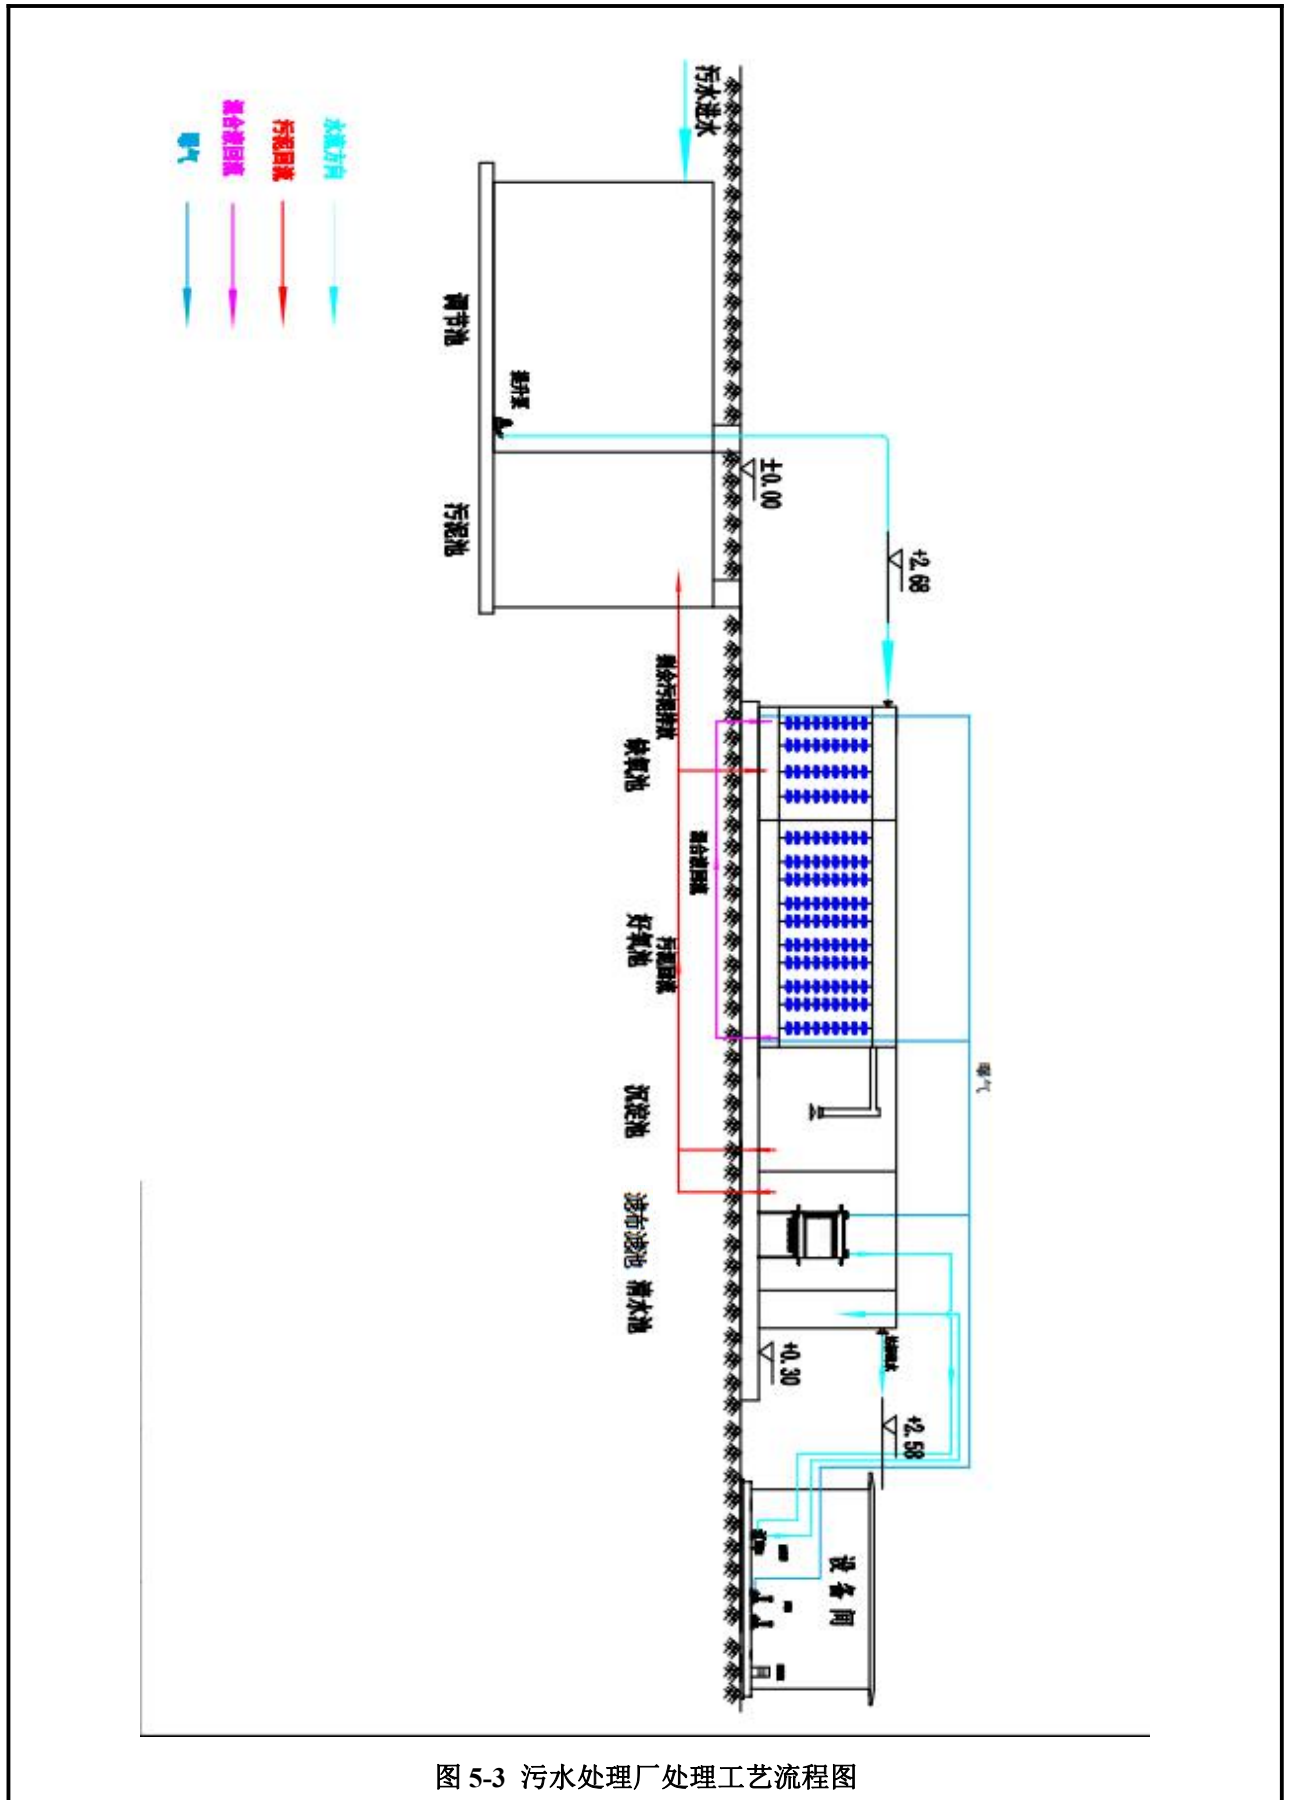 污水进水
水流方向
污泥回流
混合液回流
曝气
调节池
提升泵
污泥池
±0.00
+2.68
剩余污泥排放
缺氧池
混合液回流
好氧池
污泥回流
曝气
沉淀池
滤布滤池
清水池
+0.30
+2.58
设备间
图 5-3 污水处理厂处理工艺流程图